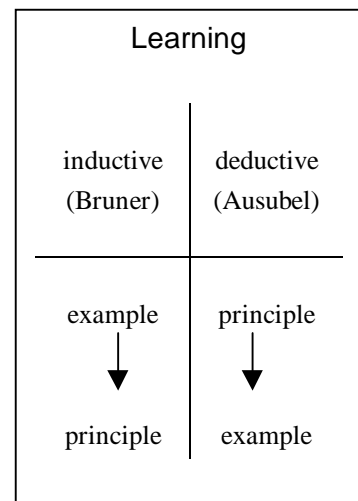 Learning
inductive deductive
(Bruner) (Ausubel)
example principle
principle example